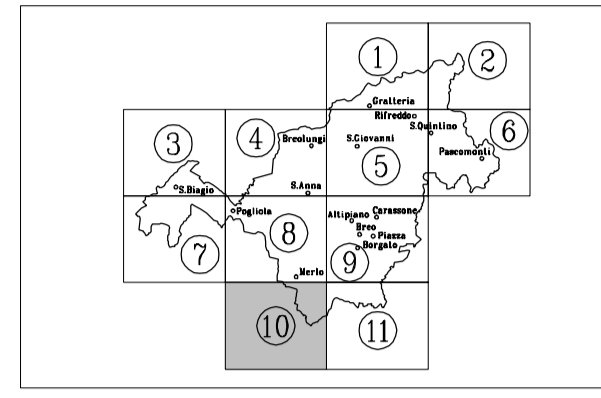 1
2
Gratteria
Rifreddo
S.Quintino
6
3
4
Breolungi
S.Giovanni
Pascomonti
5
S.Biagio
S.Anna
Pogliola
Altipiano
Carassone
8
Breo
Piazza
7
9
Borgato
Merlo
10
11